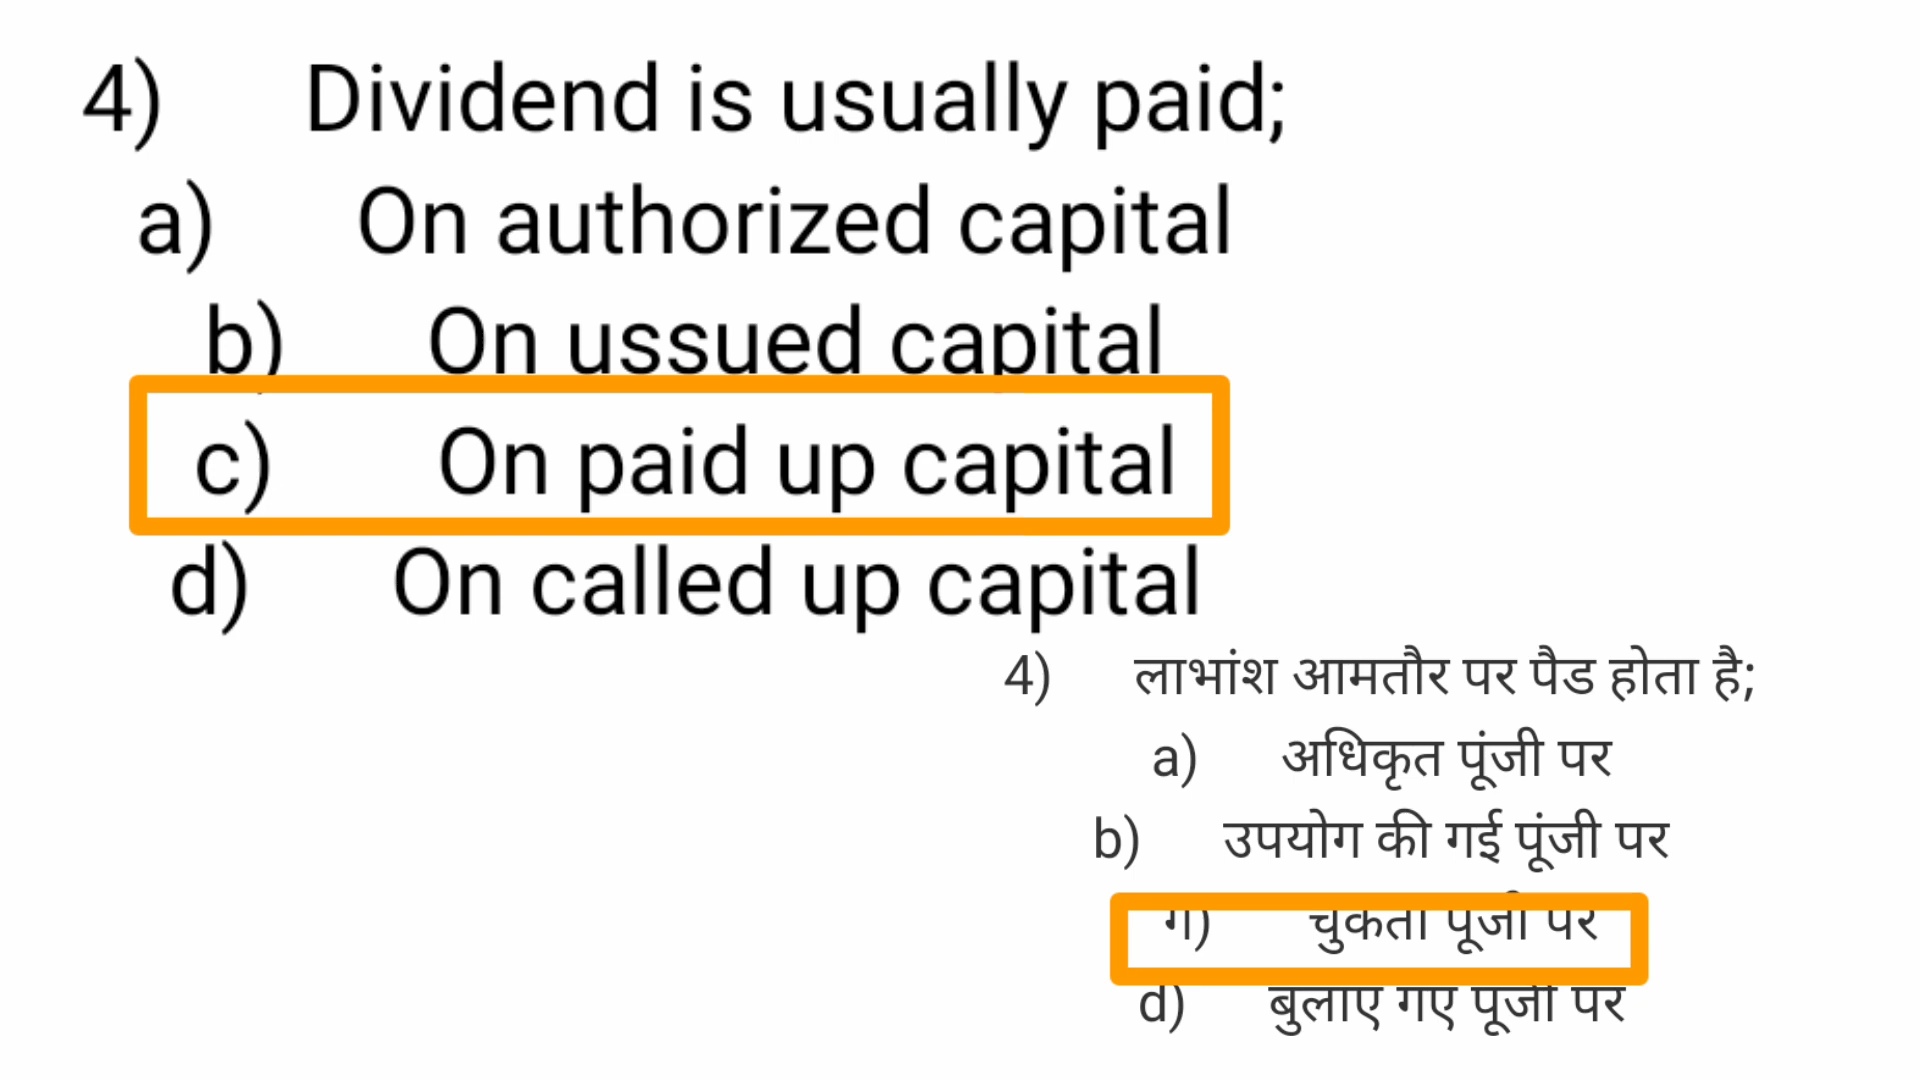 4) Dividend is usually paid;
a) On authorized capital
b) On ussued capital
c) On paid up capital
d) On called up capital
4) लाभांश आमतौर पर पैड होता है;
a) अधिकृत पूंजी पर
b) उपयोग की गई पूंजी पर
ग) चुकता पूंजी पर
d) बुलाए गए पूंजी पर